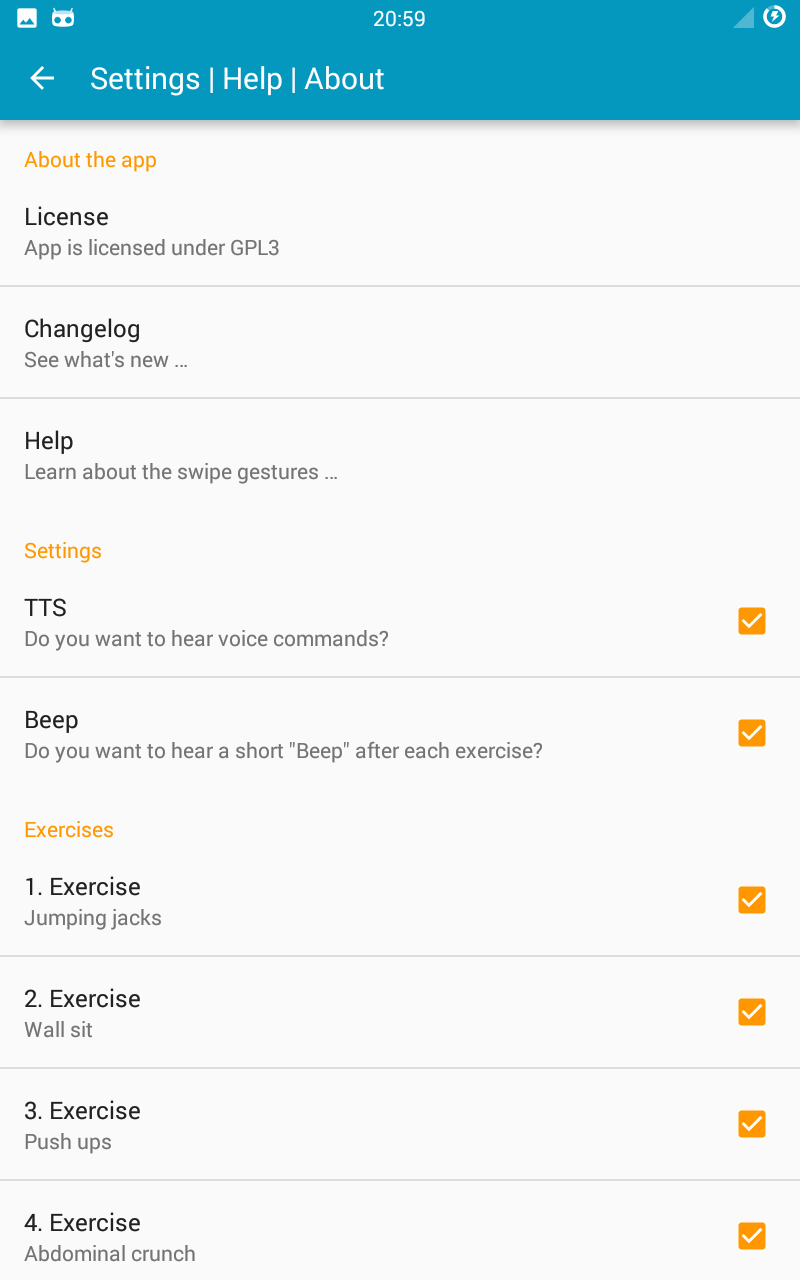 20:59
Settings | Help | About
About the app
License
App is licensed under GPL3
Changelog
See what's new ...
Help
Learn about the swipe gestures ...
Settings
TTS
Do you want to hear voice commands?
Beep
Do you want to hear a short "Beep" after each exercise?
Exercises
1. Exercise
Jumping jacks
2. Exercise
Wall sit
3. Exercise
Push ups
4. Exercise
Abdominal crunch